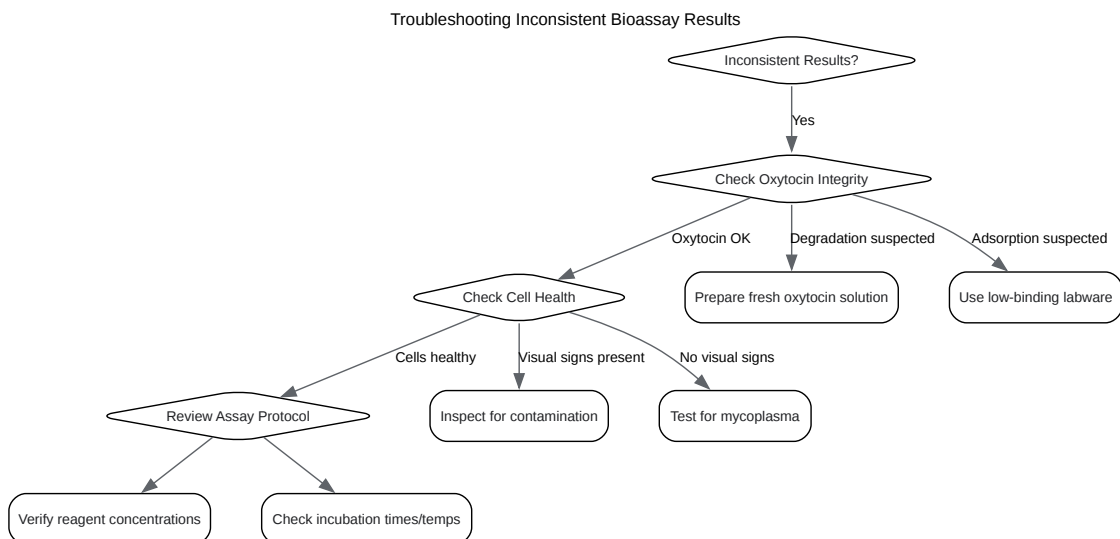 Troubleshooting Inconsistent Bioassay Results
Inconsistent Results?
Yes
Check Oxytocin Integrity
Oxytocin OK
Degradation suspected
Adsorption suspected
Check Cell Health
Prepare fresh oxytocin solution
Use low-binding labware
Cells healthy
Visual signs present
No visual signs
Review Assay Protocol
Inspect for contamination
Test for mycoplasma
Verify reagent concentrations
Check incubation times/temps